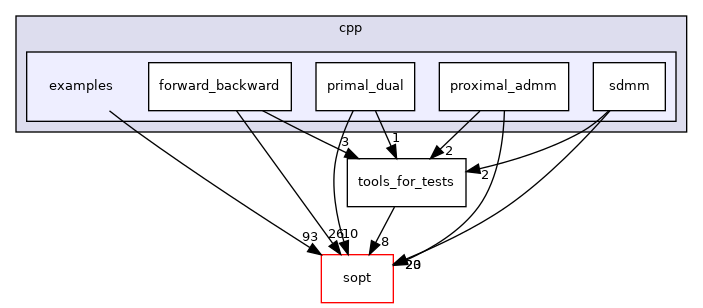 cpp
examples forward_backward primal_dual proximal_admm sdmm
3 1 2
tools_for_tests 2
93 26 10 8
sopt